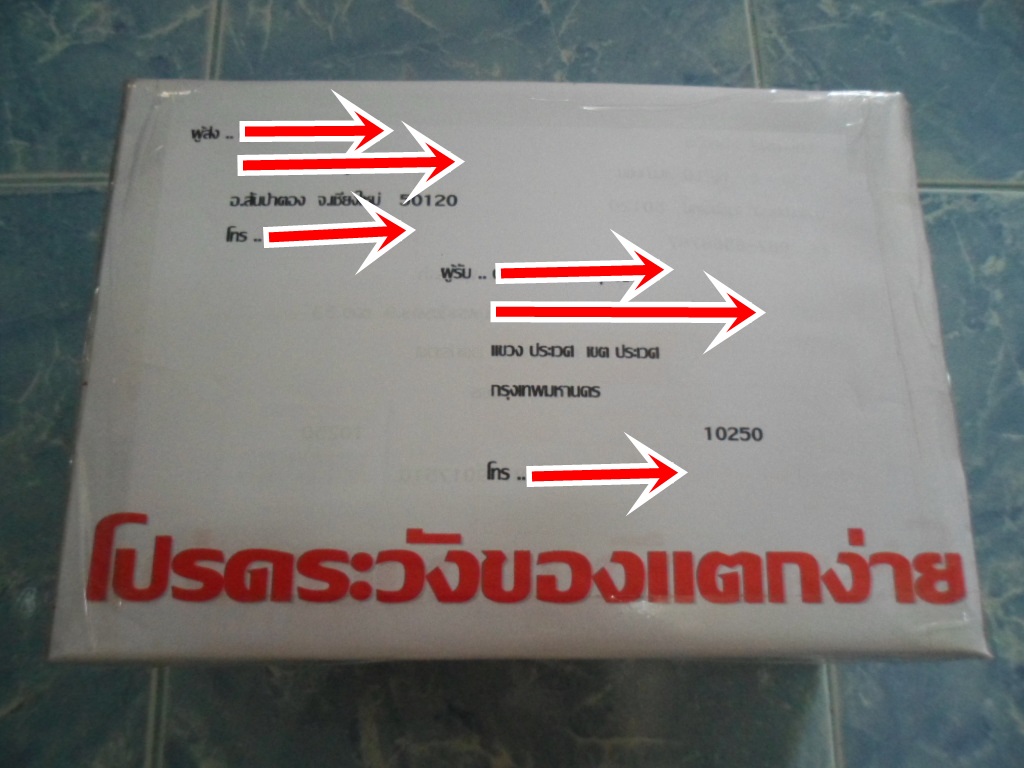 ผู้ส่ง ..
อ.สันป่าตอง จ.เชียงใหม่ 50120
โทร ..
ผู้รับ ..
แขวง ประเวศ เขต ประเวศ
กรุงเทพมหานคร
10250
โทร ..
โปรดระวังของแตกง่าย